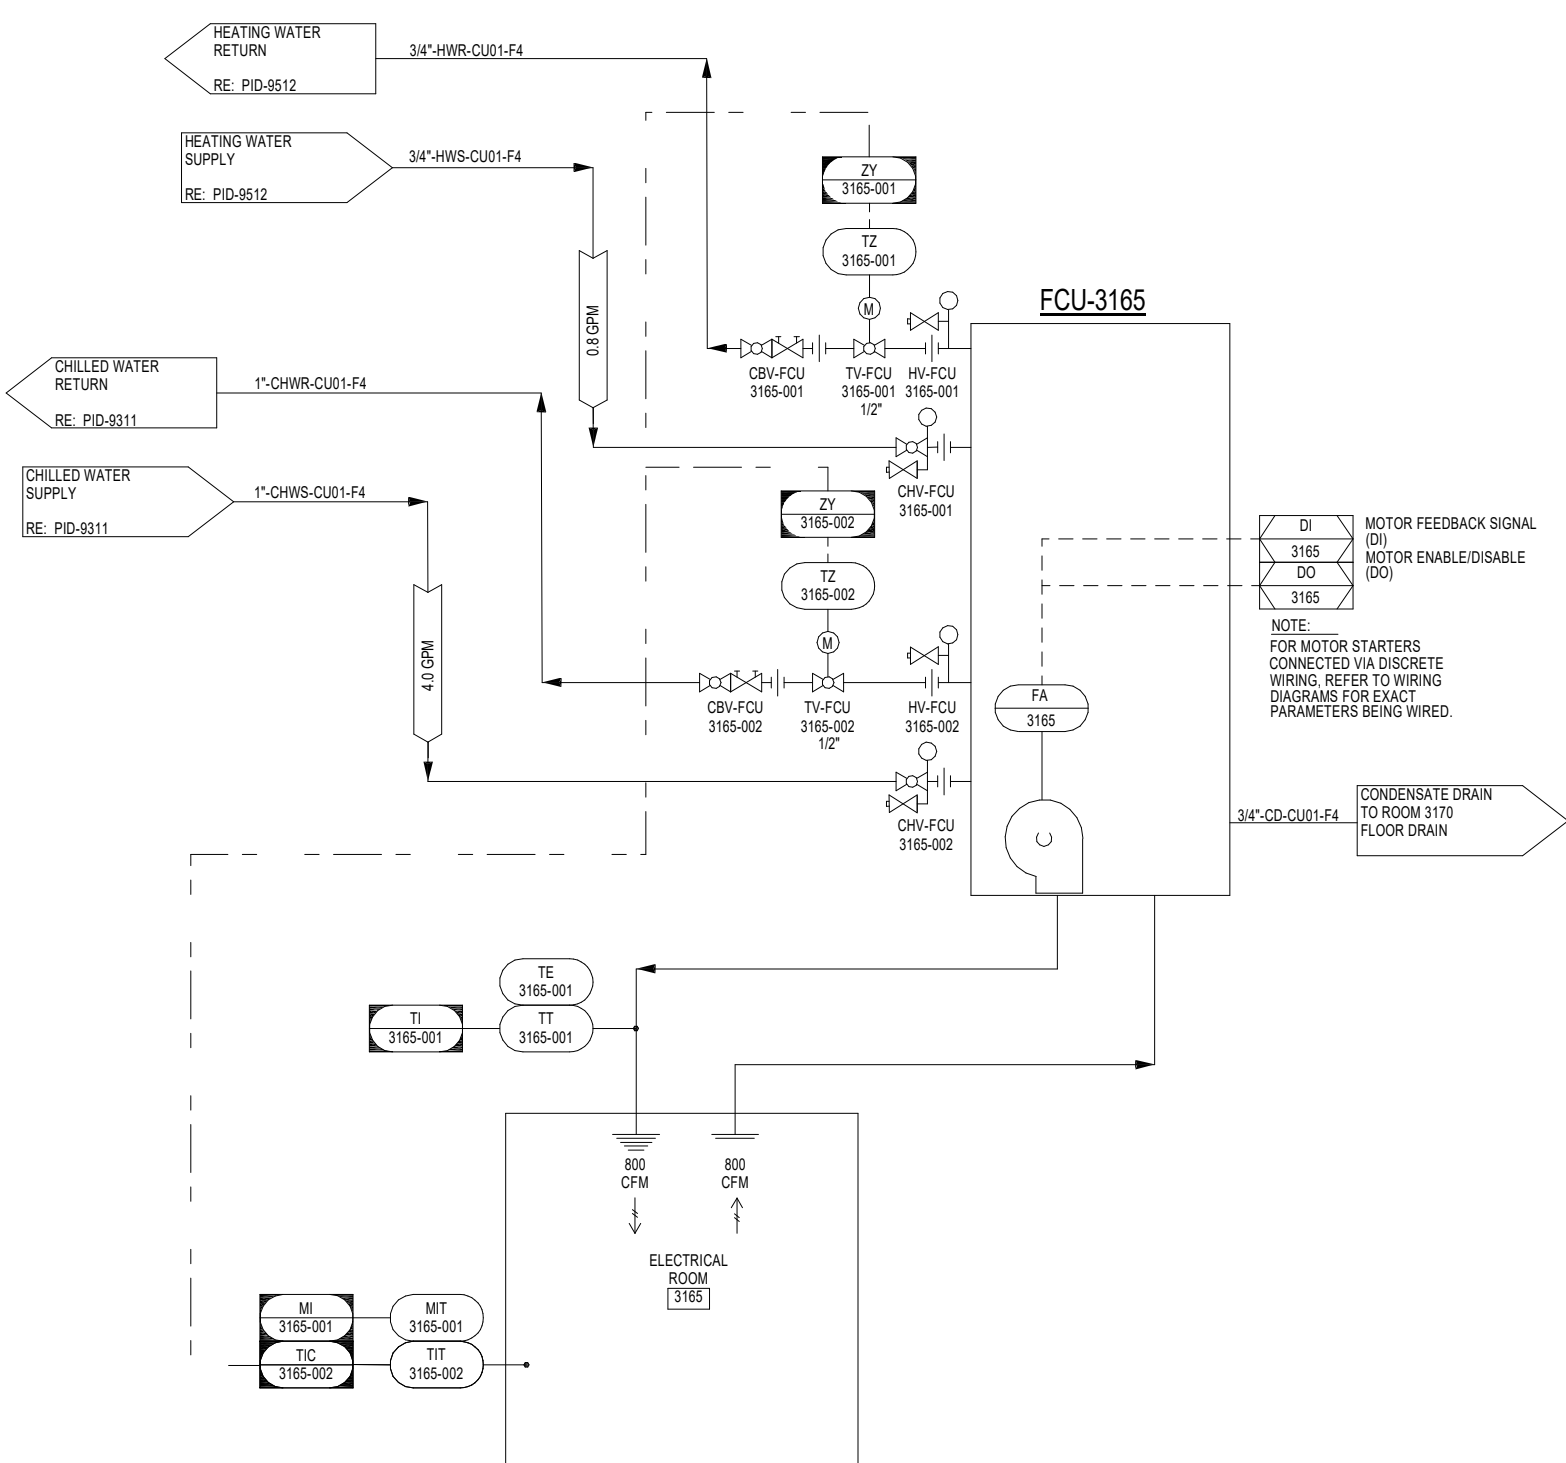 HEATING WATER
RETURN
RE: PID-9512
3/4"-HWR-CU01-F4
HEATING WATER
SUPPLY
RE: PID-9512
3/4"-HWS-CU01-F4
ZY
3165-001
TZ
3165-001
M
0.8 GPM
FCU-3165
CBV-FCU
3165-001
TV-FCU
3165-001
1/2"
HV-FCU
3165-001
CHILLED WATER
RETURN
RE: PID-9311
1"-CHWR-CU01-F4
CHILLED WATER
SUPPLY
RE: PID-9311
1"-CHWS-CU01-F4
CHV-FCU
3165-001
ZY
3165-002
TZ
3165-002
M
4.0 GPM
CBV-FCU
3165-002
TV-FCU
3165-002
1/2"
HV-FCU
3165-002
CHV-FCU
3165-002
DI
3165
DO
3165
MOTOR FEEDBACK SIGNAL
(DI)
MOTOR ENABLE/DISABLE
(DO)
NOTE:
FOR MOTOR STARTERS
CONNECTED VIA DISCRETE
WIRING, REFER TO WIRING
DIAGRAMS FOR EXACT
PARAMETERS BEING WIRED.
FA
3165
3/4"-CD-CU01-F4
CONDENSATE DRAIN
TO ROOM 3170
FLOOR DRAIN
TE
3165-001
TI
3165-001
TT
3165-001
800
CFM
800
CFM
ELECTRICAL
ROOM
3165
MI
3165-001
MIT
3165-001
TIC
3165-002
TIT
3165-002